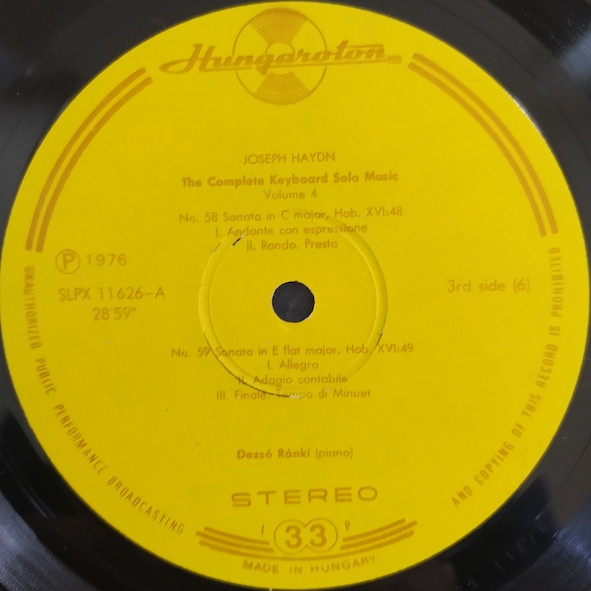 Hungaroton
JOSEPH HAYDN
The Complete Keyboard Solo Music
Volume 4
No. 58 Sonata in C major, Hob. XVI:48
I. Andante con espressione
II. Rondo. Presto
Ⓟ 1976
SLPX 11626-A
28'59"
3rd side (6)
No. 59 Sonata in E flat major, Hob. XVI:49
I. Allegro
II. Adagio cantabile
III. Finale-Tempo di Minuet
Dezső Ránki (piano)
STEREO
L 33 P
MADE IN HUNGARY
UNAUTHORIZED PUBLIC PERFORMANCE BROADCASTING
AND COPYING OF THIS RECORD IS PROHIBITED